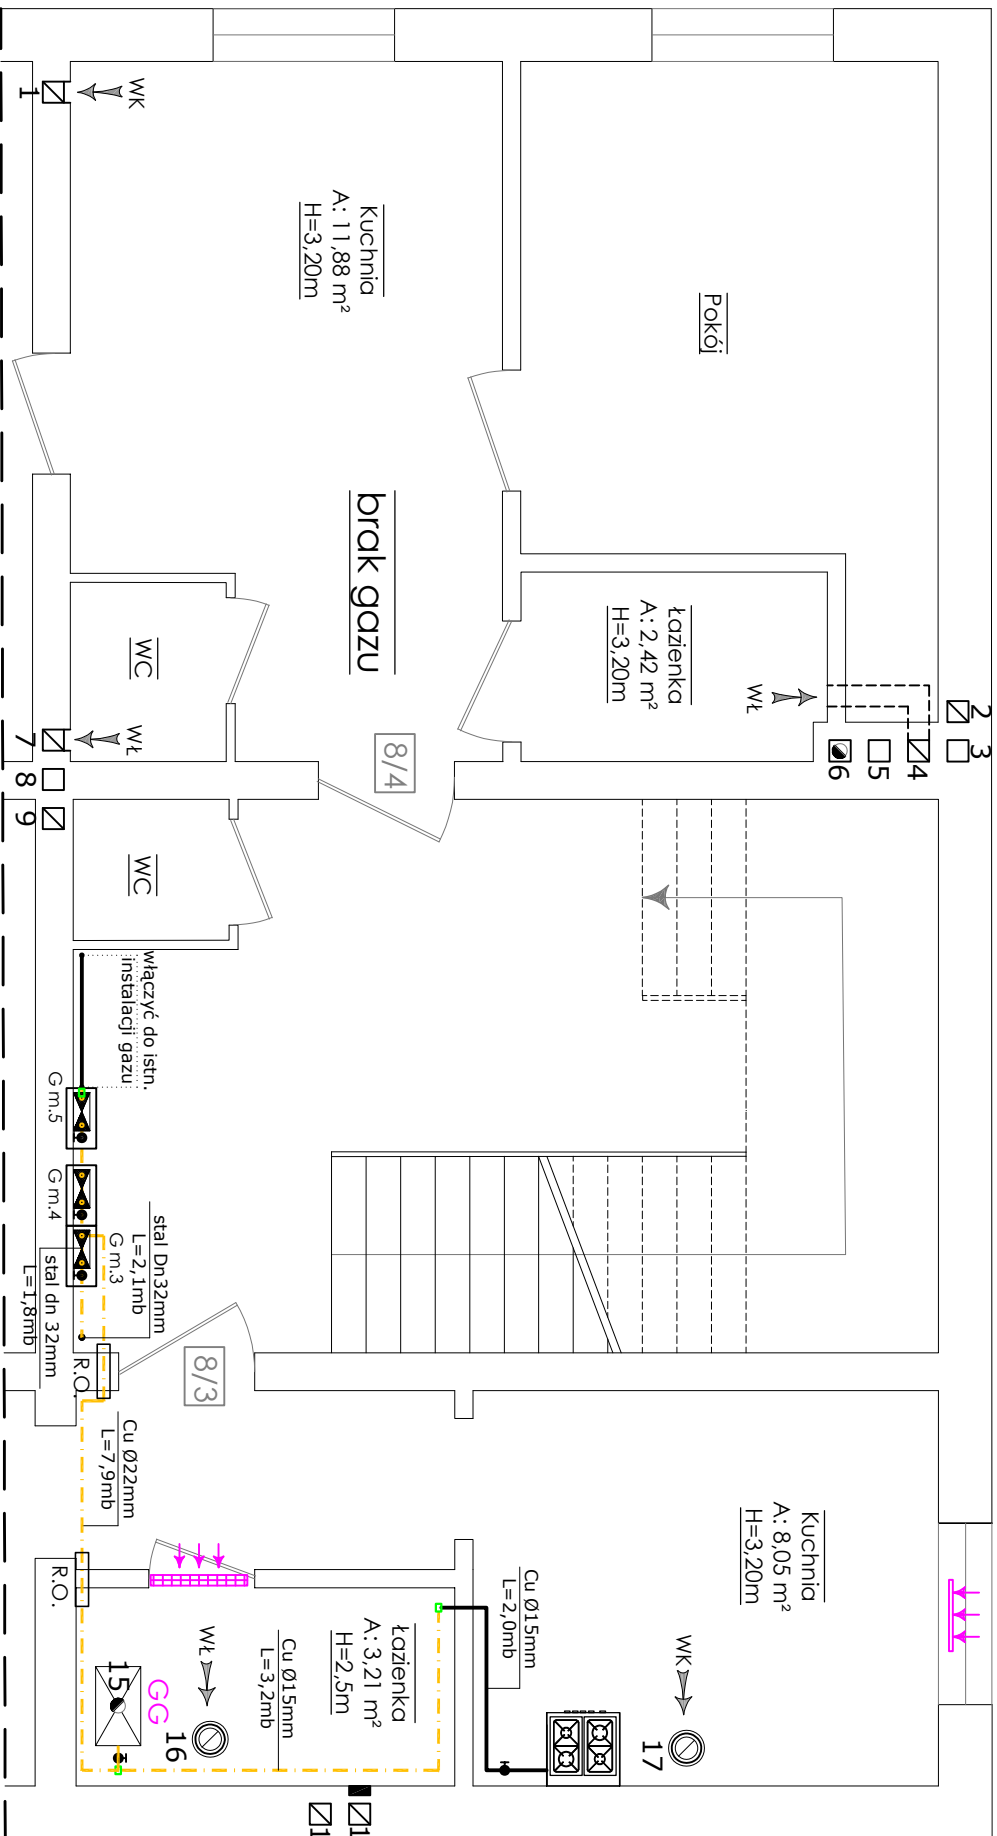 1
WK
Kuchnia
A: 11,88 m²
H=3,20m
Pokój
brak gazu
Łazienka
A: 2,42 m²
H=3,20m
WŁ
2
3
4
5
6
WC
WŁ
7
8
9
8/4
WC
włączyć do istn.
instalacji gazu
G m.5
G m.4
G m.3
stal Dn32mm
L=2,1mb
stal dn 32mm
L=1,8mb
R.O.
8/3
Cu Ø22mm
L=7,9mb
R.O.
Kuchnia
A: 8,05 m²
H=3,20m
Cu Ø15mm
L=2,0mb
Łazienka
A: 3,21 m²
H=2,5m
Cu Ø15mm
L=3,2mb
WŁ
WK
GG
15
16
17
1
1